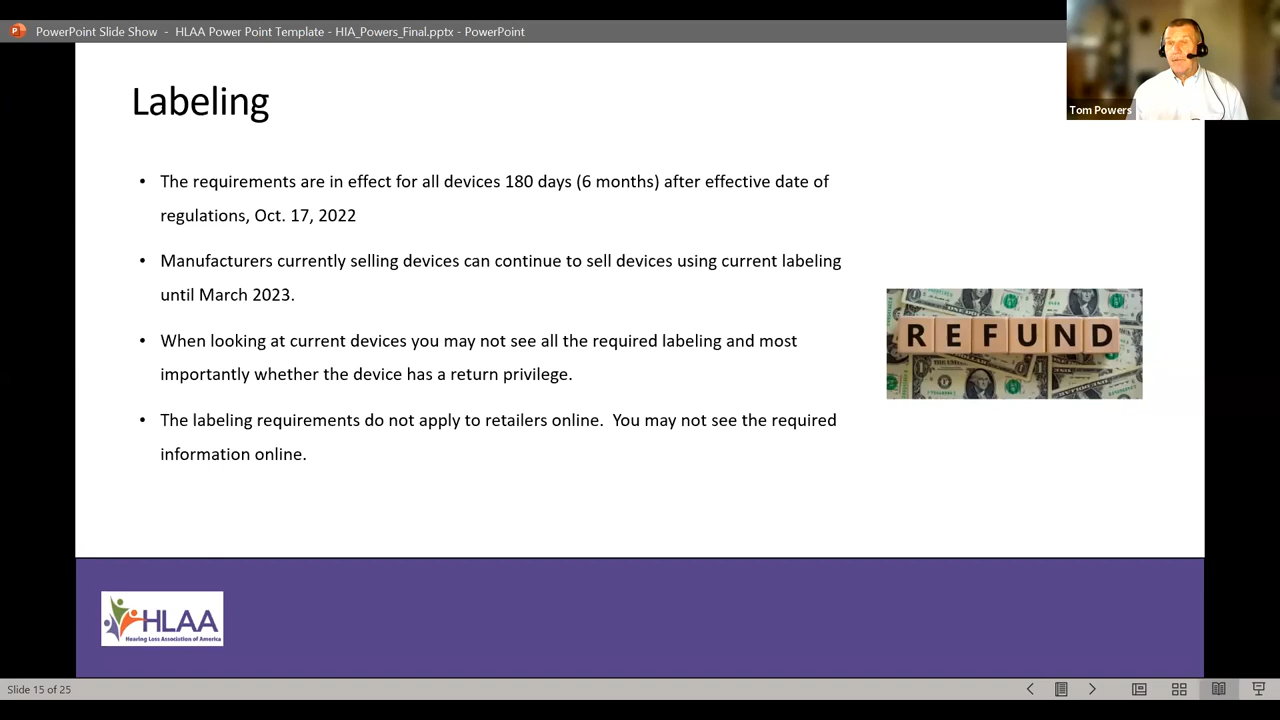 PowerPoint Slide Show - HLAA Power Point Template - HIA_Powers_Final.pptx - PowerPoint
Tom Powers
Labeling
• The requirements are in effect for all devices 180 days (6 months) after effective date of
regulations, Oct. 17, 2022
• Manufacturers currently selling devices can continue to sell devices using current labeling
until March 2023.
• When looking at current devices you may not see all the required labeling and most
importantly whether the device has a return privilege.
• The labeling requirements do not apply to retailers online.  You may not see the required
information online.
REFUND
HLAA
Hearing Loss Association of America
Slide 15 of 25